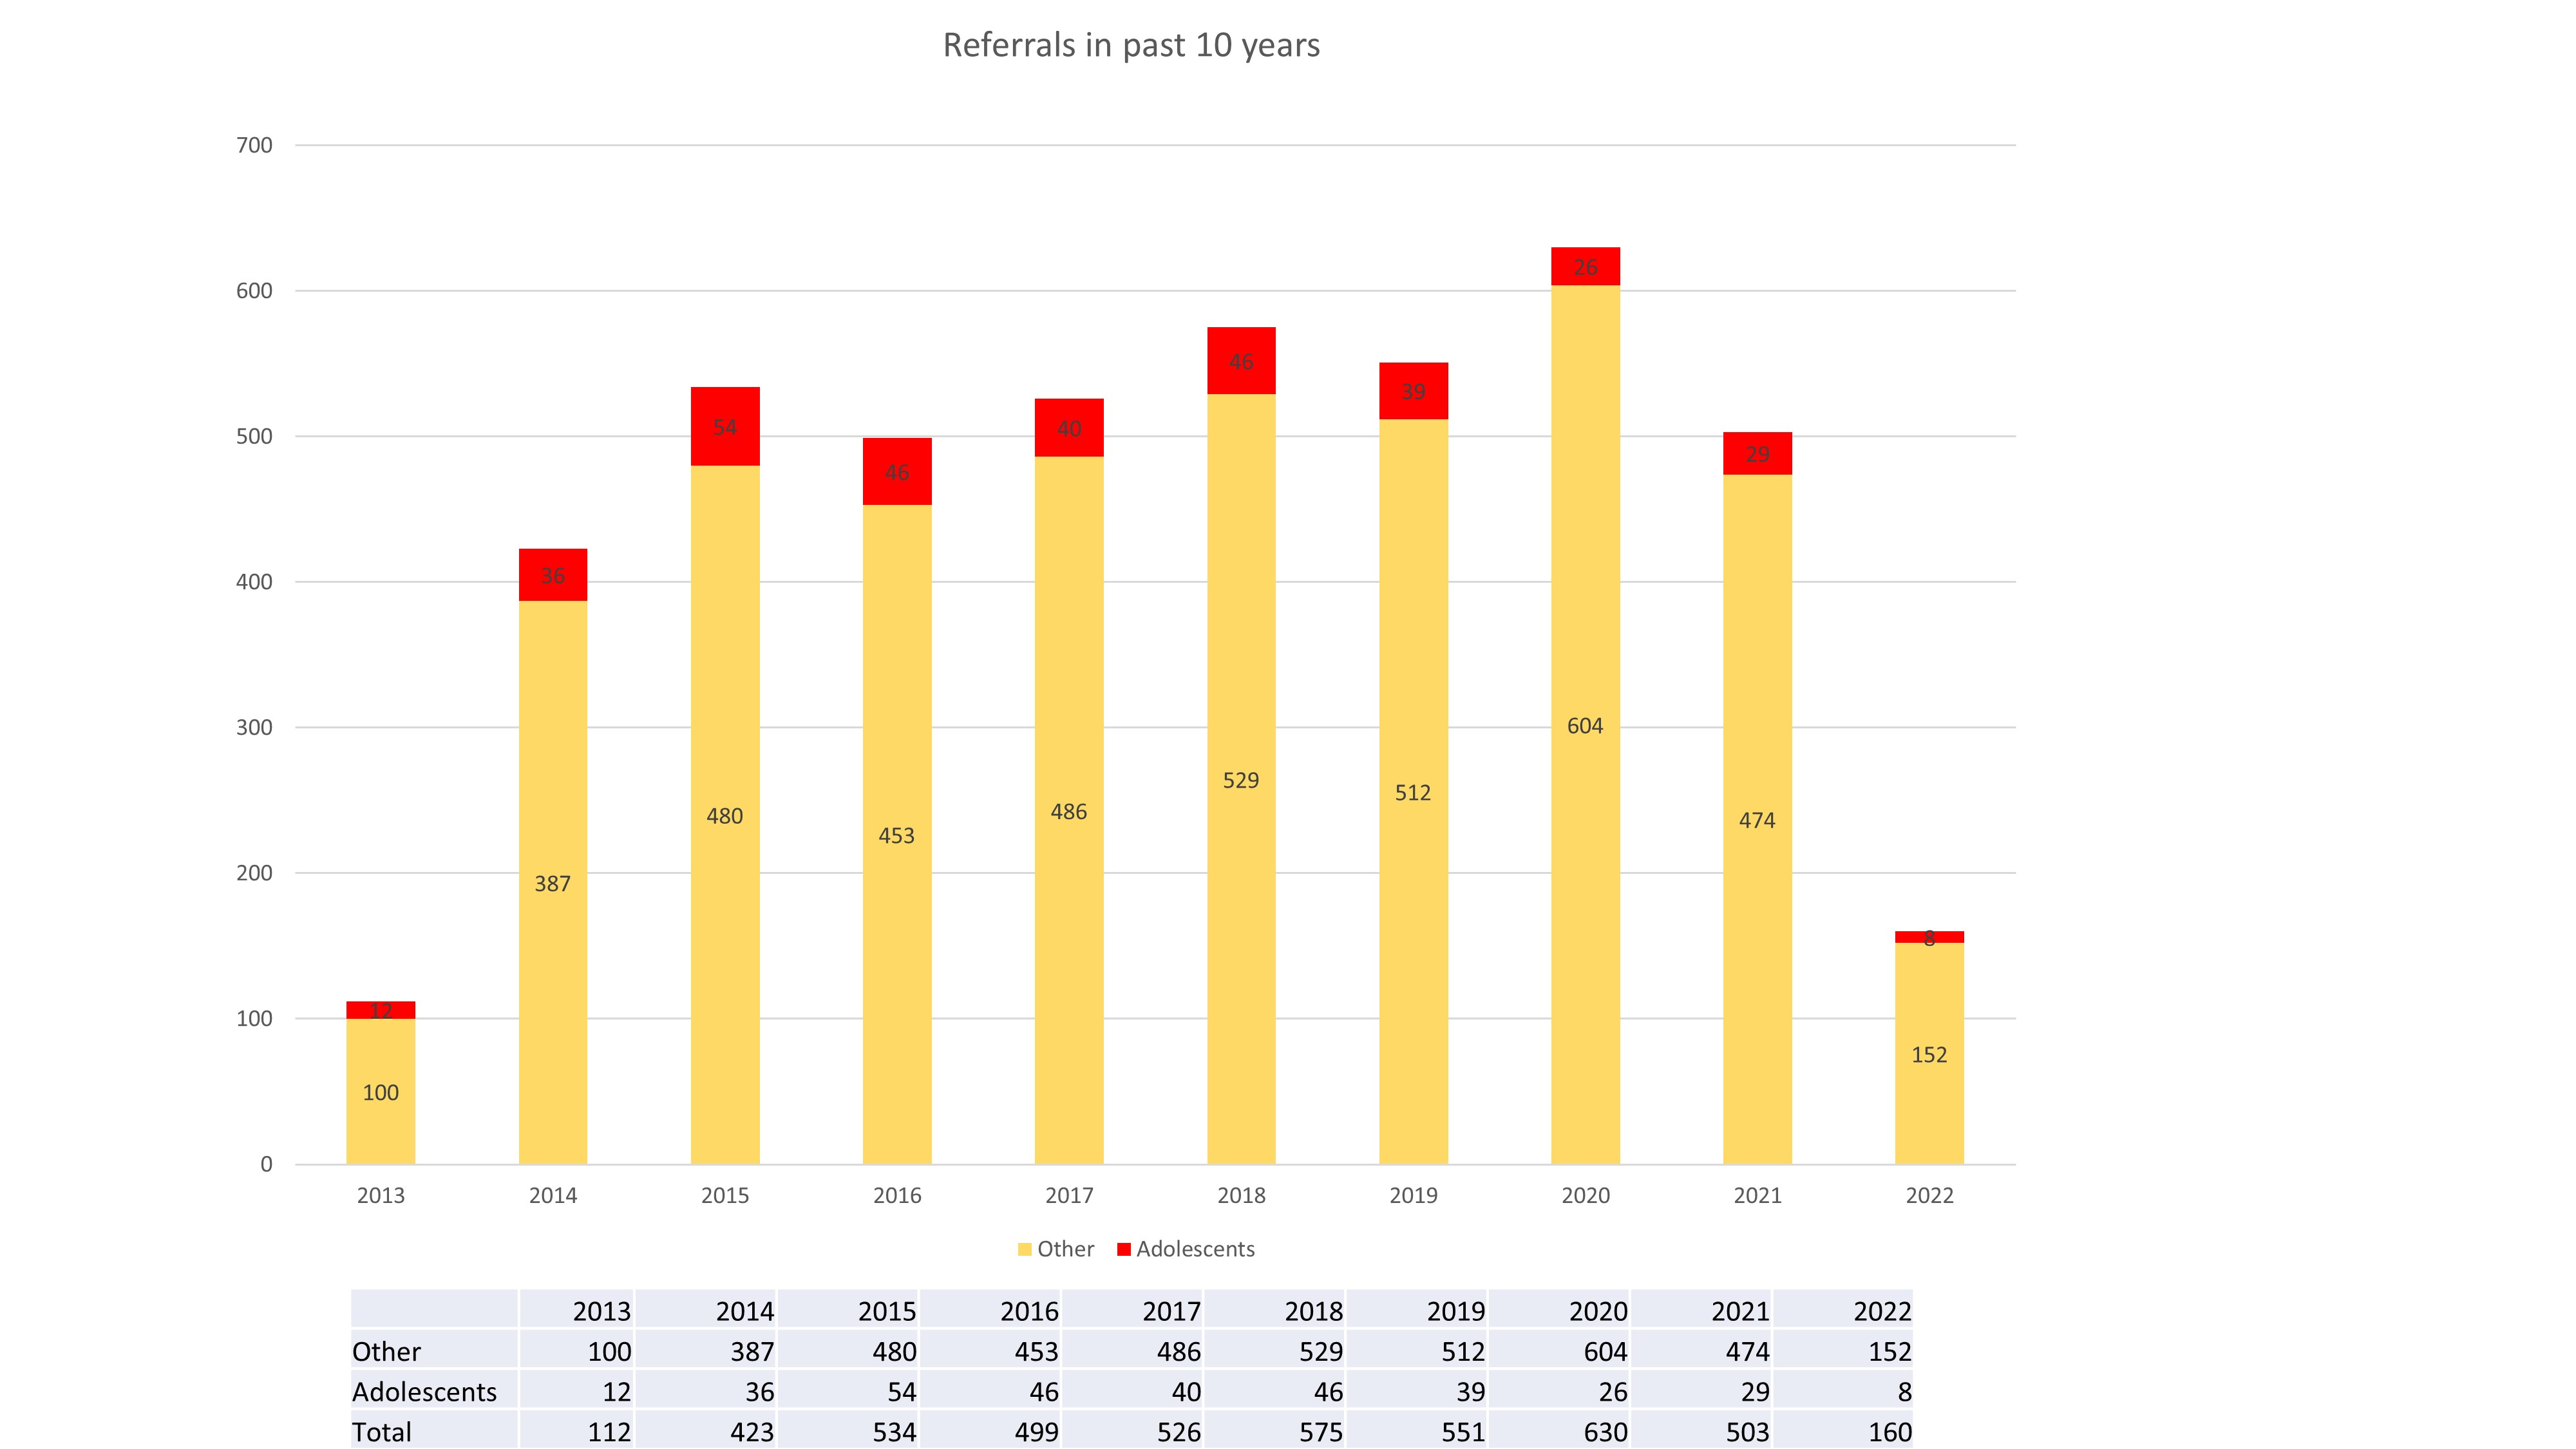 Referrals in past 10 years
700
600
500
400
300
200
100
0
12 36 54 46 40 46 39 26 29 8
100 387 480 453 486 529 512 604 474 152
2013 2014 2015 2016 2017 2018 2019 2020 2021 2022
Other Adolescents
2013 2014 2015 2016 2017 2018 2019 2020 2021 2022
Other 100 387 480 453 486 529 512 604 474 152
Adolescents 12 36 54 46 40 46 39 26 29 8
Total 112 423 534 499 526 575 551 630 503 160